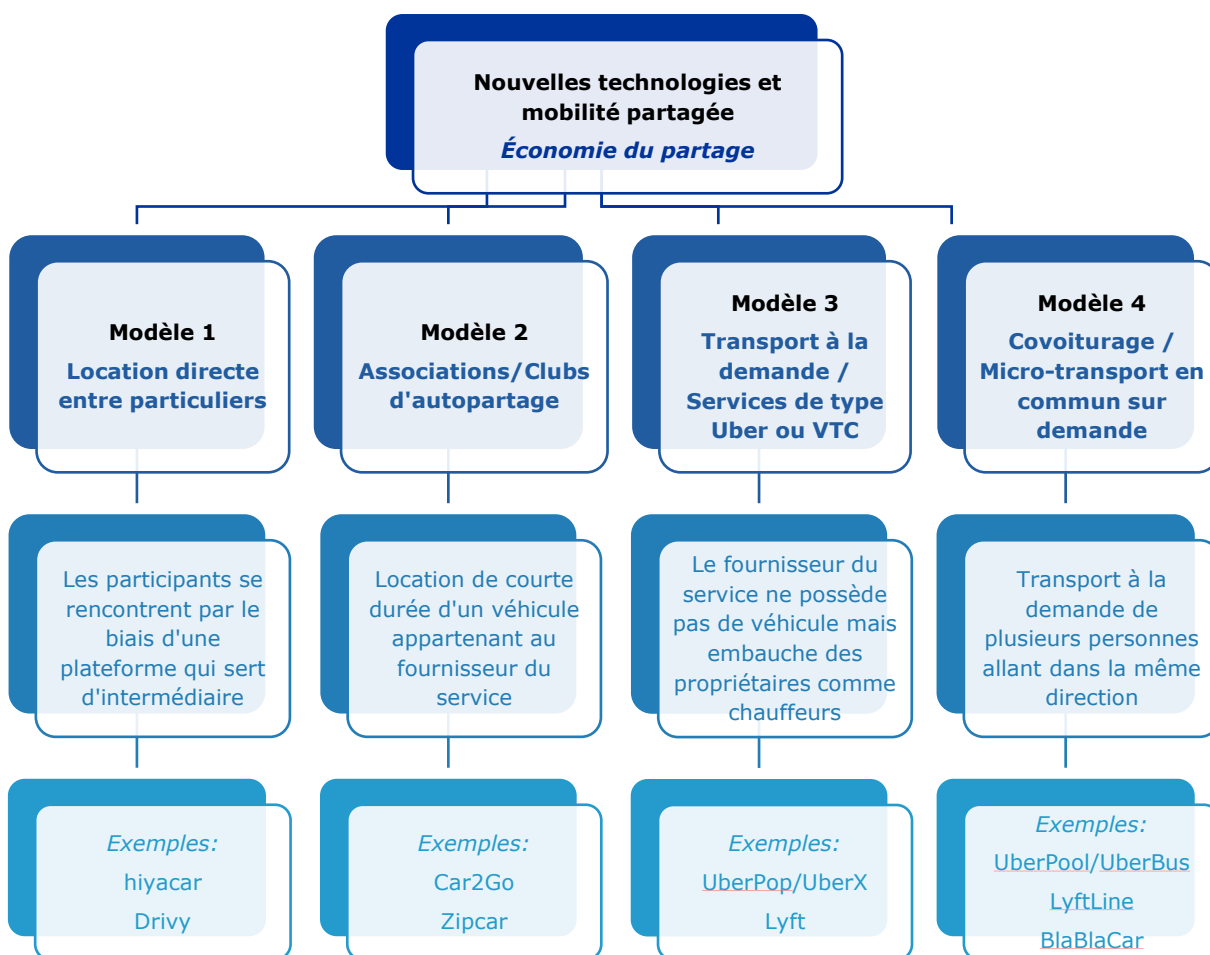 Nouvelles technologies et
mobilité partagée
Économie du partage
Modèle 1
Location directe
entre particuliers
Modèle 2
Associations/Clubs
d'autopartage
Modèle 3
Transport à la
demande /
Services de type
Uber ou VTC
Modèle 4
Covoiturage /
Micro-transport en
commun sur
demande
Les participants se
rencontrent par le
biais d'une
plateforme qui sert
d'intermédiaire
Location de courte
durée d'un véhicule
appartenant au
fournisseur du
service
Le fournisseur du
service ne possède
pas de véhicule mais
embauche des
propriétaires comme
chauffeurs
Transport à la
demande de
plusieurs personnes
allant dans la même
direction
Exemples:
hiyacar
Drivy
Exemples:
Car2Go
Zipcar
Exemples:
UberPop/UberX
Lyft
Exemples:
UberPool/UberBus
LyftLine
BlaBlaCar